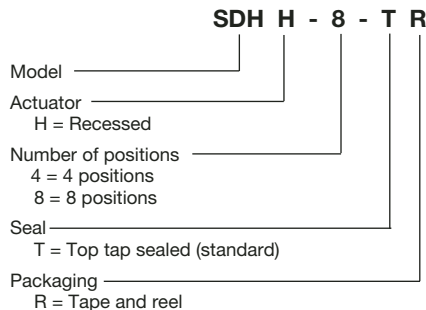 SDH H - 8 - T R
Model
Actuator
H = Recessed
Number of positions
4 = 4 positions
8 = 8 positions
Seal
T = Top tap sealed (standard)
Packaging
R = Tape and reel